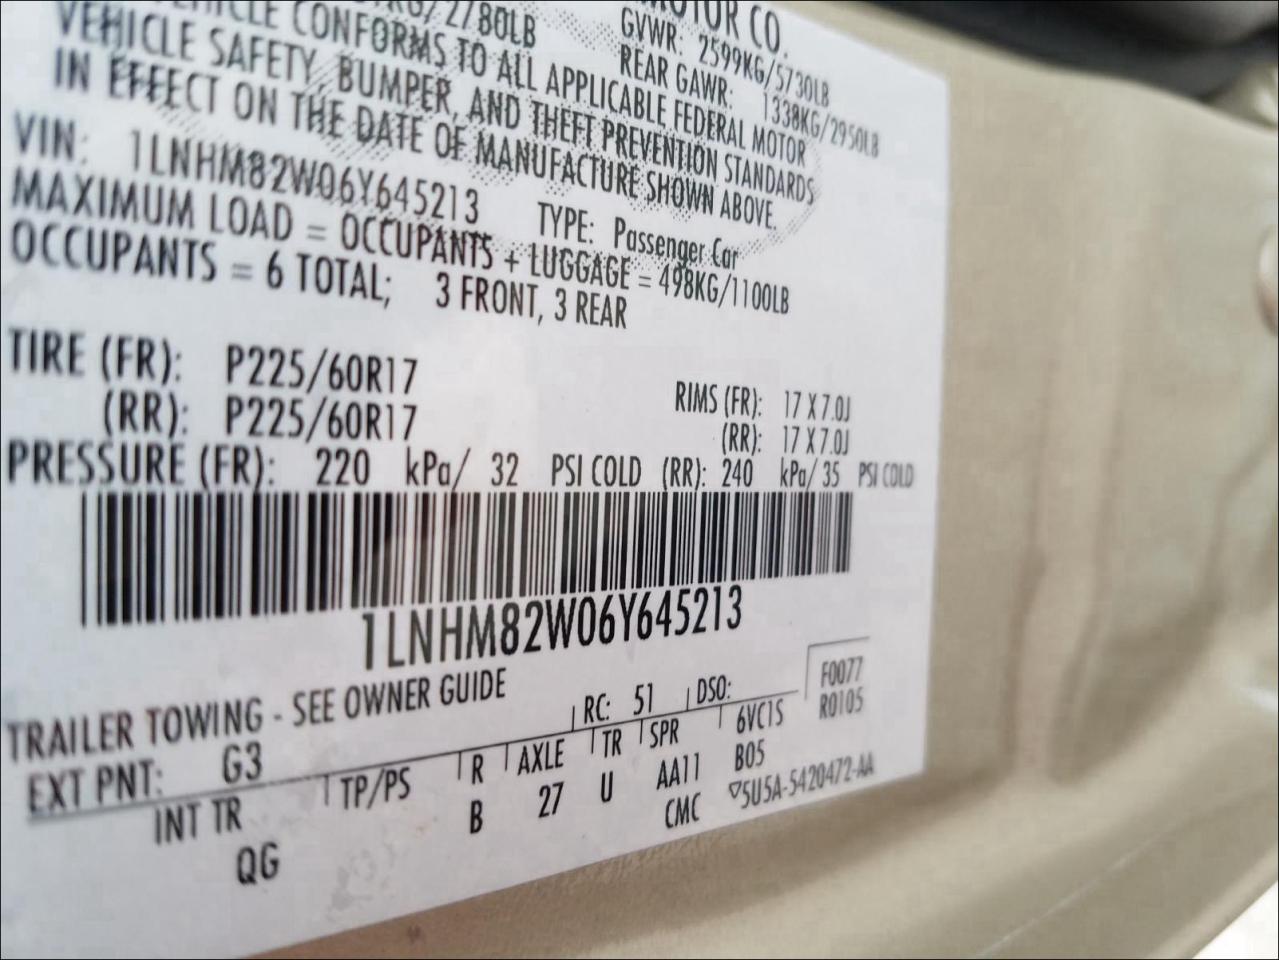 MOTOR CO.
2780LB GVWR: 2599KG/5730LB
REAR GAWR: 1338KG/2950LB
VEHICLE CONFORMS TO ALL APPLICABLE FEDERAL MOTOR
VEHICLE SAFETY, BUMPER, AND THEFT PREVENTION STANDARDS
IN EFFECT ON THE DATE OF MANUFACTURE SHOWN ABOVE.
VIN: 1LNHM82W06Y645213 TYPE: Passenger Car
MAXIMUM LOAD = OCCUPANTS + LUGGAGE = 498KG/1100LB
OCCUPANTS = 6 TOTAL; 3 FRONT, 3 REAR
TIRE (FR): P225/60R17 RIMS (FR): 17 X 7.0J
(RR): P225/60R17 (RR): 17 X 7.0J
PRESSURE (FR): 220 kPa/ 32 PSI COLD (RR): 240 kPa/ 35 PSI COLD
1LNHM82W06Y645213
TRAILER TOWING - SEE OWNER GUIDE F0077
EXT PNT: G3 RC: 51 DSO: R0105
INT TR TP/PS R AXLE TR SPR 6VC1S
QG B 27 U AA11 B05
CMC ▽5U5A-5420472-AA